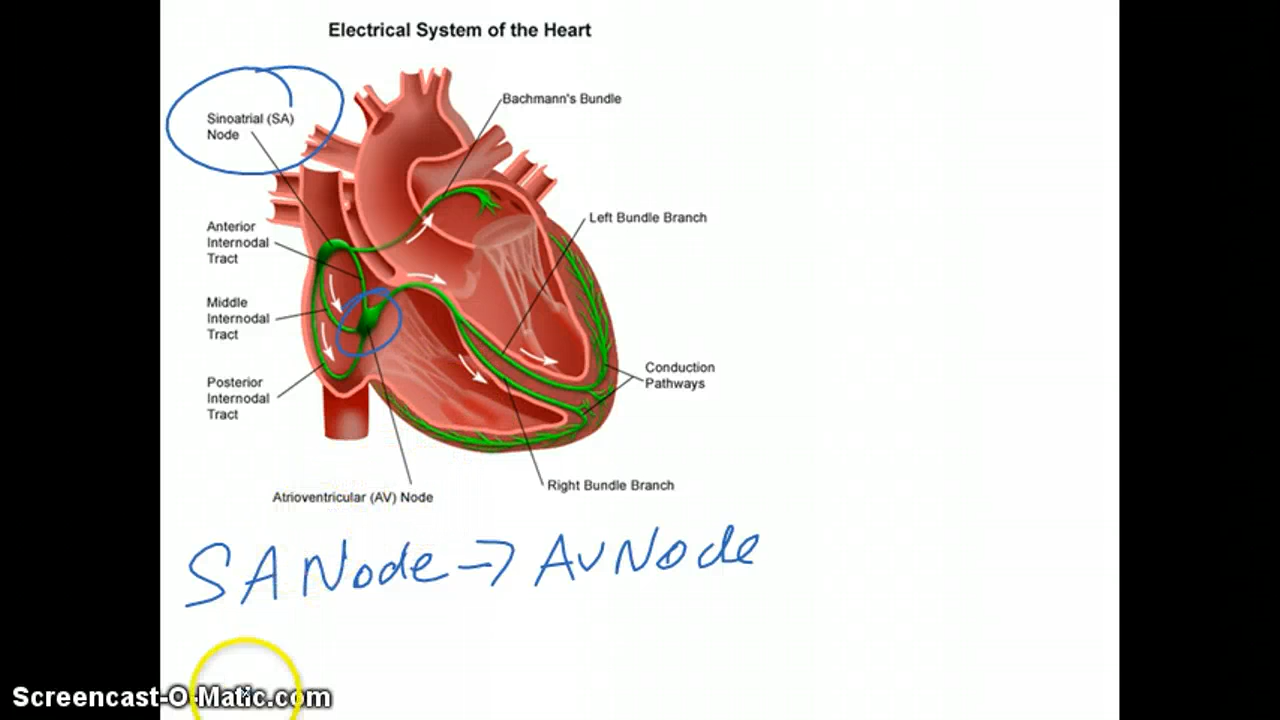 Electrical System of the Heart
Bachmann's Bundle
Sinoatrial (SA)
Node
Left Bundle Branch
Anterior
Internodal
Tract
Middle
Internodal
Tract
Conduction
Pathways
Posterior
Internodal
Tract
Right Bundle Branch
Atrioventricular (AV) Node
SA Node → AV Node
Screencast-O-Matic.com